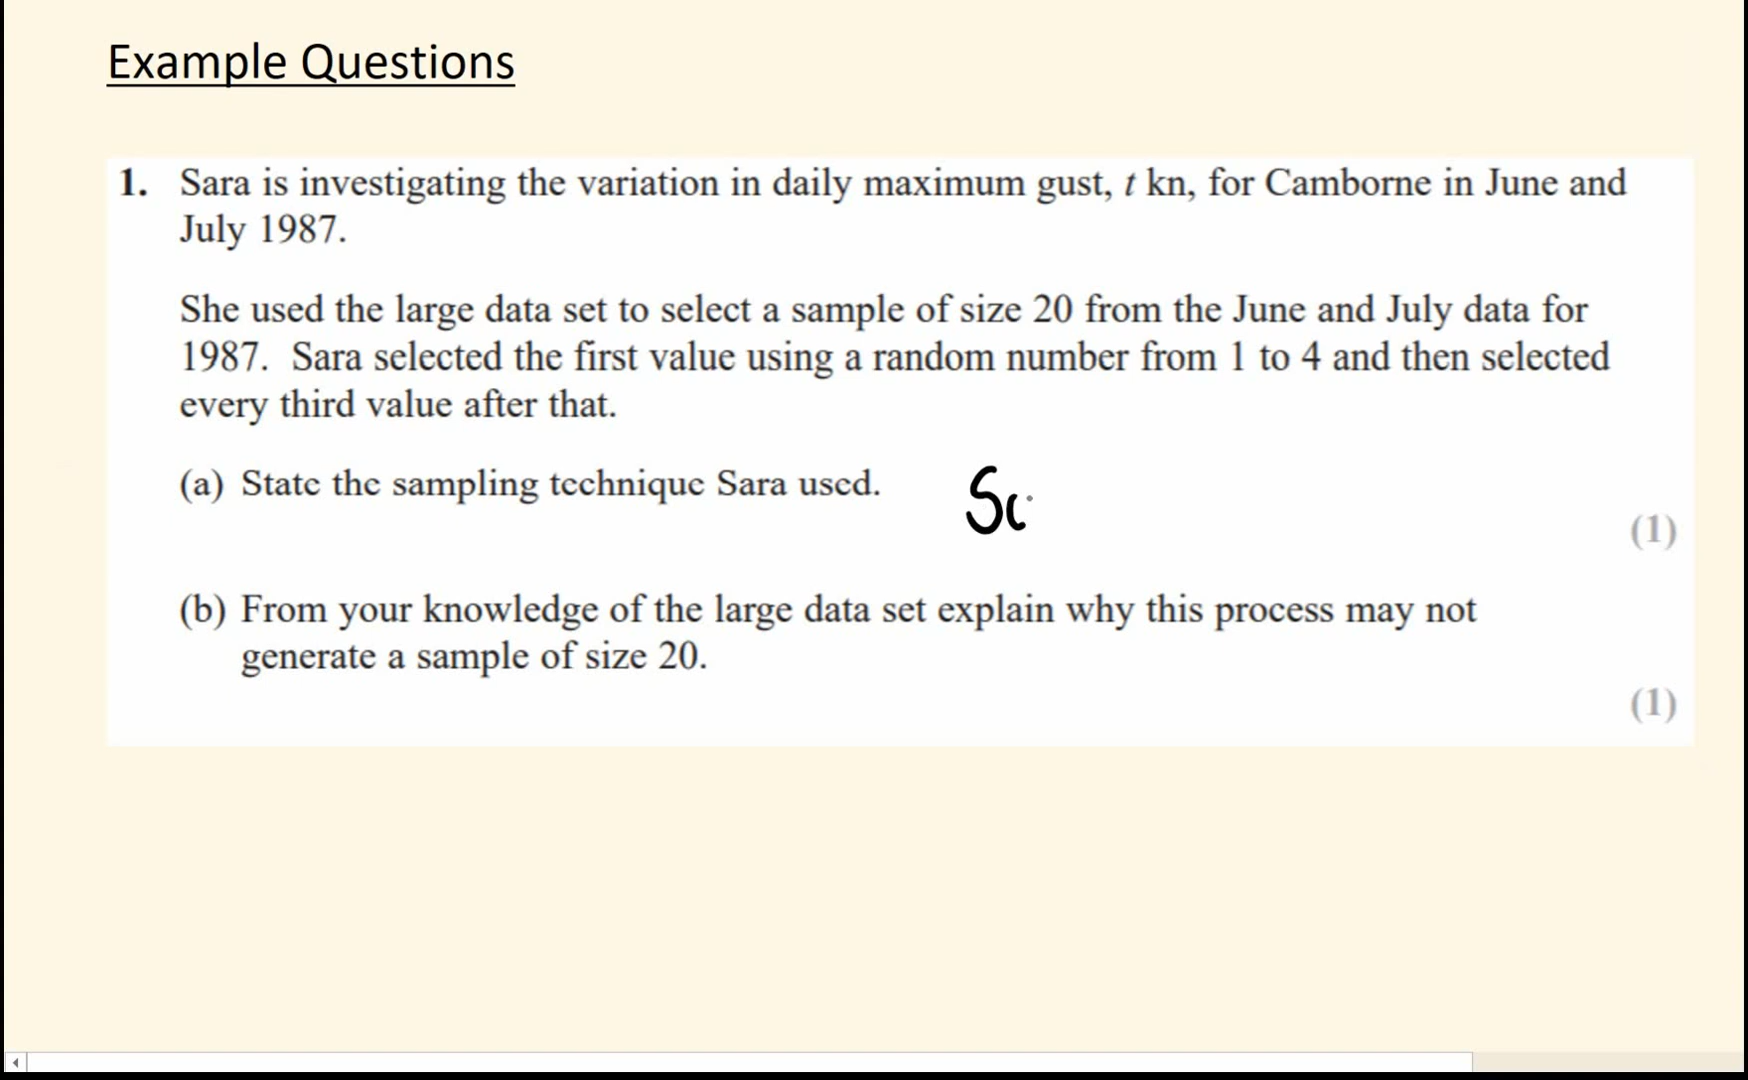 Example Questions
1. Sara is investigating the variation in daily maximum gust, t kn, for Camborne in June and
July 1987.
She used the large data set to select a sample of size 20 from the June and July data for
1987. Sara selected the first value using a random number from 1 to 4 and then selected
every third value after that.
(a) State the sampling technique Sara used.
(1)
(b) From your knowledge of the large data set explain why this process may not
generate a sample of size 20.
(1)